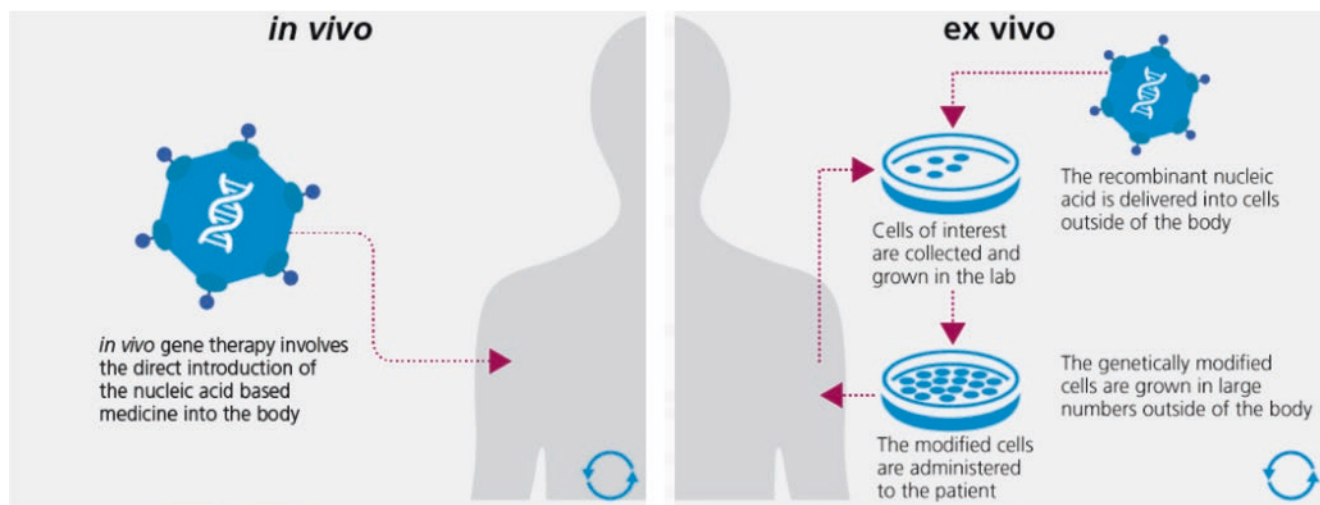 in vivo
in vivo gene therapy involves
the direct introduction of
the nucleic acid based
medicine into the body
ex vivo
The recombinant nucleic
acid is delivered into cells
outside of the body
Cells of interest
are collected and
grown in the lab
The genetically modified
cells are grown in large
numbers outside of the body
The modified cells
are administered
to the patient